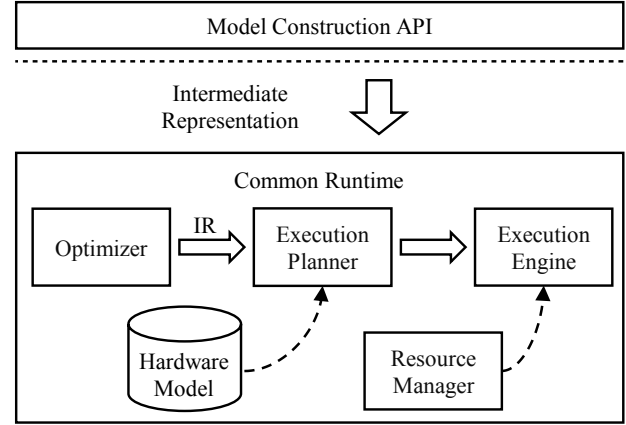 Model Construction API
Intermediate
Representation
Common Runtime
Optimizer
IR
Execution
Planner
Execution
Engine
Hardware
Model
Resource
Manager